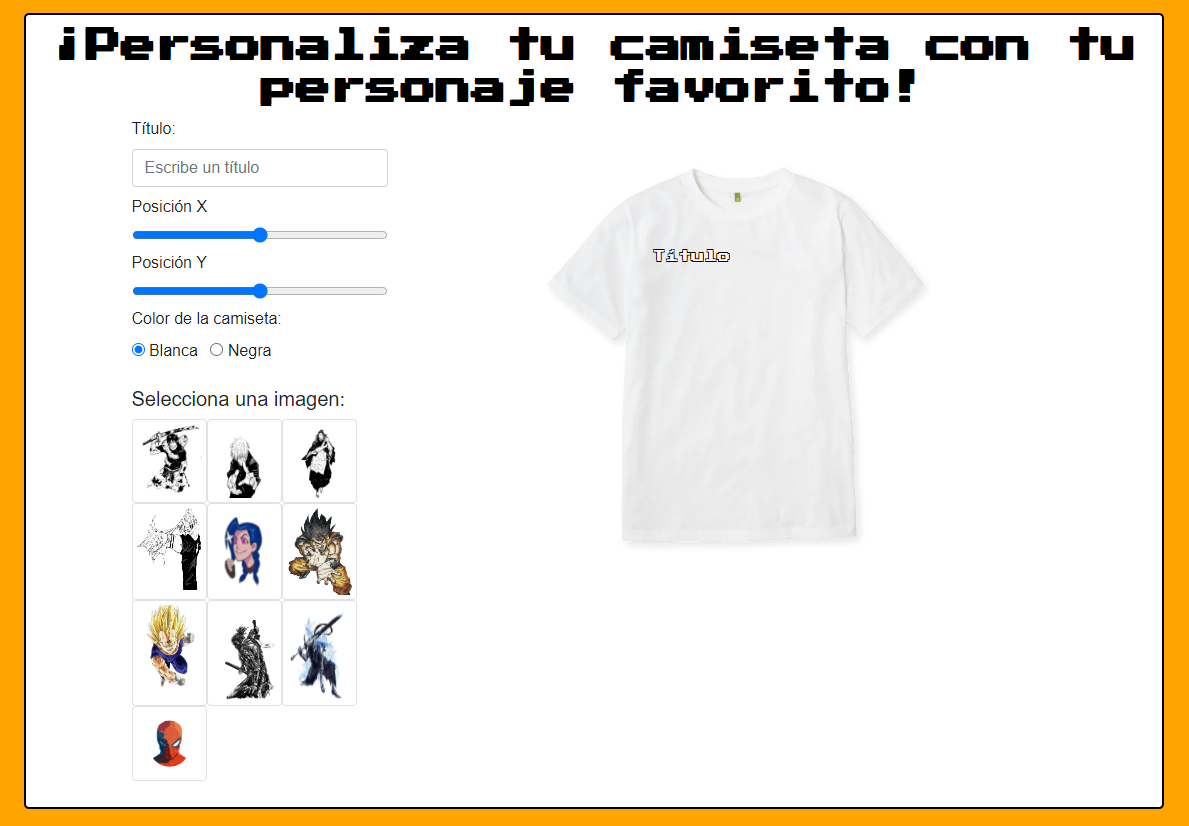 ¡Personaliza tu camiseta con tu
personaje favorito!
Título:
Escribe un título
Posición X
Posición Y
Color de la camiseta:
Blanca Negra
Selecciona una imagen:
Título